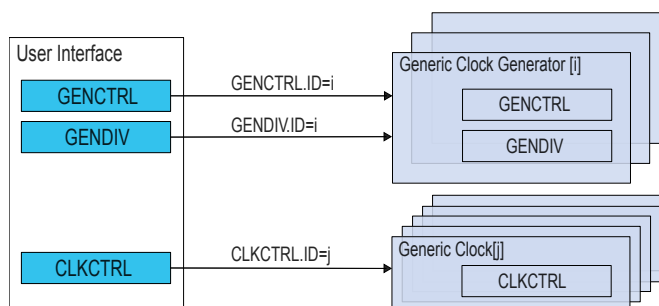 User Interface
GENCTRL
GENDIV
CLKCTRL
GENCTRL.ID=i
GENDIV.ID=i
CLKCTRL.ID=j
Generic Clock Generator [i]
GENCTRL
GENDIV
Generic Clock[j]
CLKCTRL